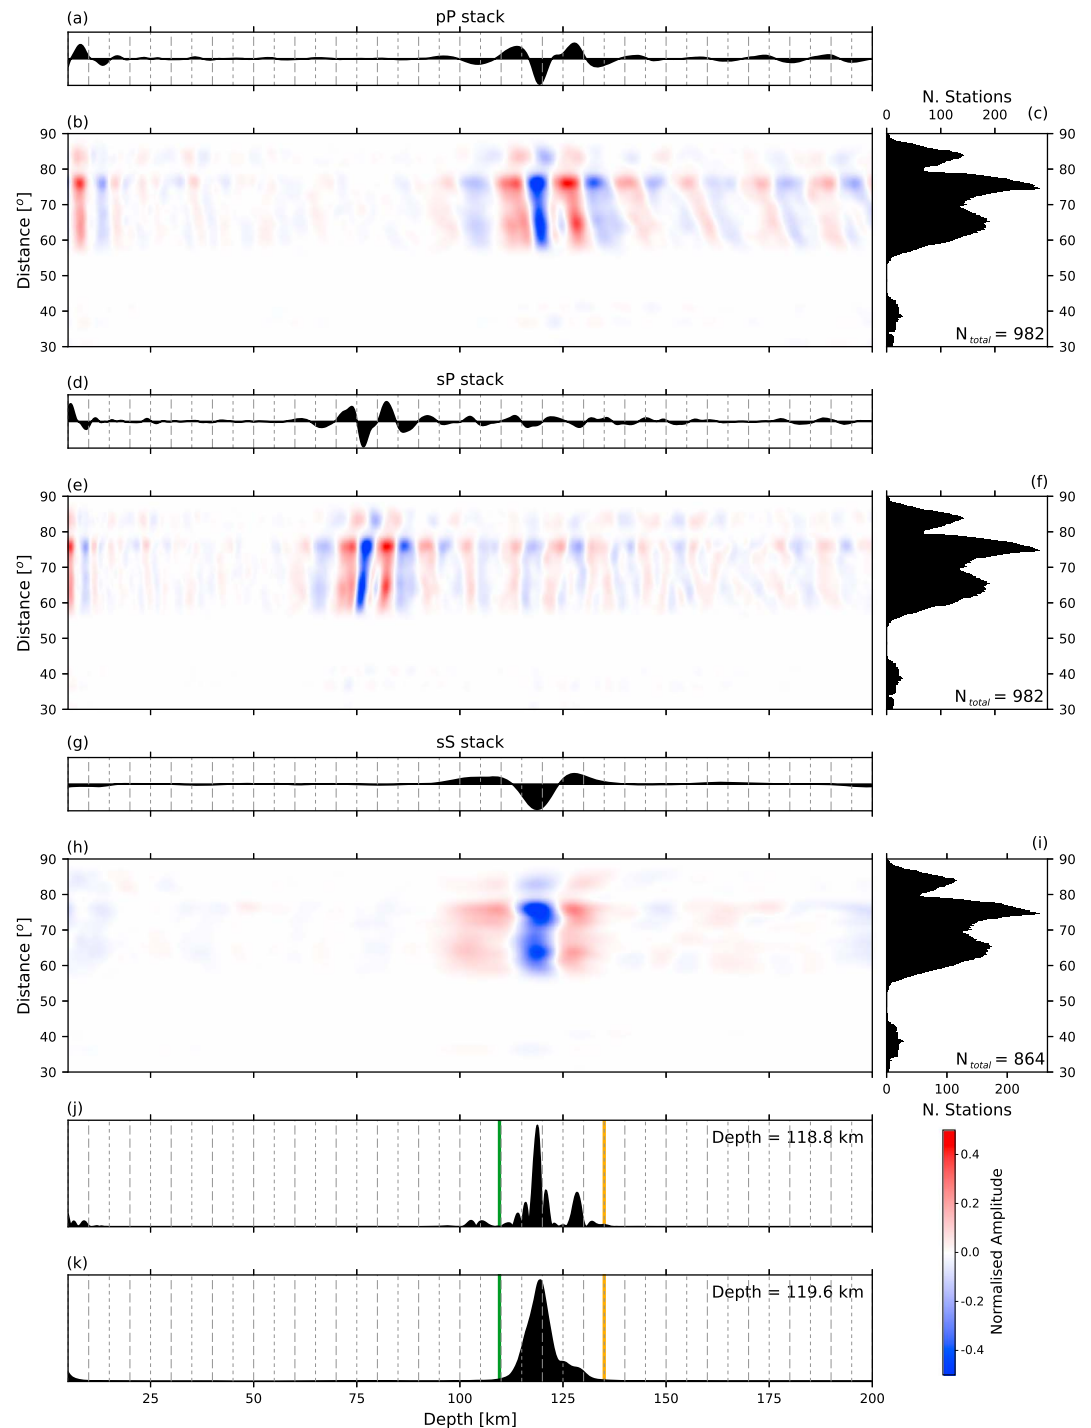 (a)
pP stack
N. Stations
0 100 200
(c)
(b)
90
80
70
60
50
40
30
Distance [°]
90
80
70
60
50
40
30
N total = 982
(d)
sP stack
(e)
90
80
70
60
50
40
30
Distance [°]
(f)
90
80
70
60
50
40
30
N total = 982
(g)
sS stack
(h)
90
80
70
60
50
40
30
Distance [°]
(i)
90
80
70
60
50
40
30
N total = 864
0 100 200
N. Stations
(j)
Depth = 118.8 km
(k)
Depth = 119.6 km
25 50 75 100 125 150 175 200
Depth [km]
0.4
0.2
0.0
-0.2
-0.4
Normalised Amplitude